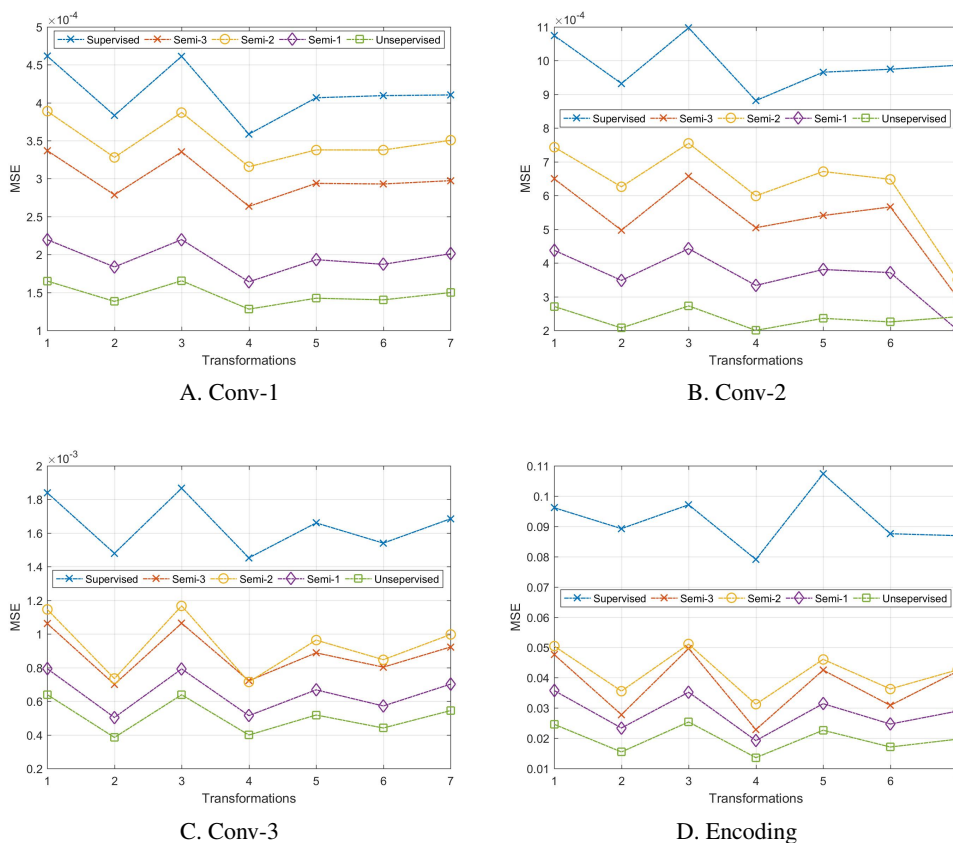 ×10⁻⁴
5
4.5
4
3.5
3
2.5
2
1.5
1
MSE
Supervised Semi-3 Semi-2 Semi-1 Unsepervised
1 2 3 4 5 6 7
Transformations
A. Conv-1
×10⁻⁴
11
10
9
8
7
6
5
4
3
2
MSE
Supervised Semi-3 Semi-2 Semi-1 Unsepervised
1 2 3 4 5 6
Transformations
B. Conv-2
×10⁻³
2
1.8
1.6
1.4
1.2
1
0.8
0.6
0.4
0.2
MSE
Supervised Semi-3 Semi-2 Semi-1 Unsepervised
1 2 3 4 5 6 7
Transformations
C. Conv-3
0.11
0.1
0.09
0.08
0.07
0.06
0.05
0.04
0.03
0.02
0.01
MSE
Supervised Semi-3 Semi-2 Semi-1 Unsepervised
1 2 3 4 5 6
Transformations
D. Encoding